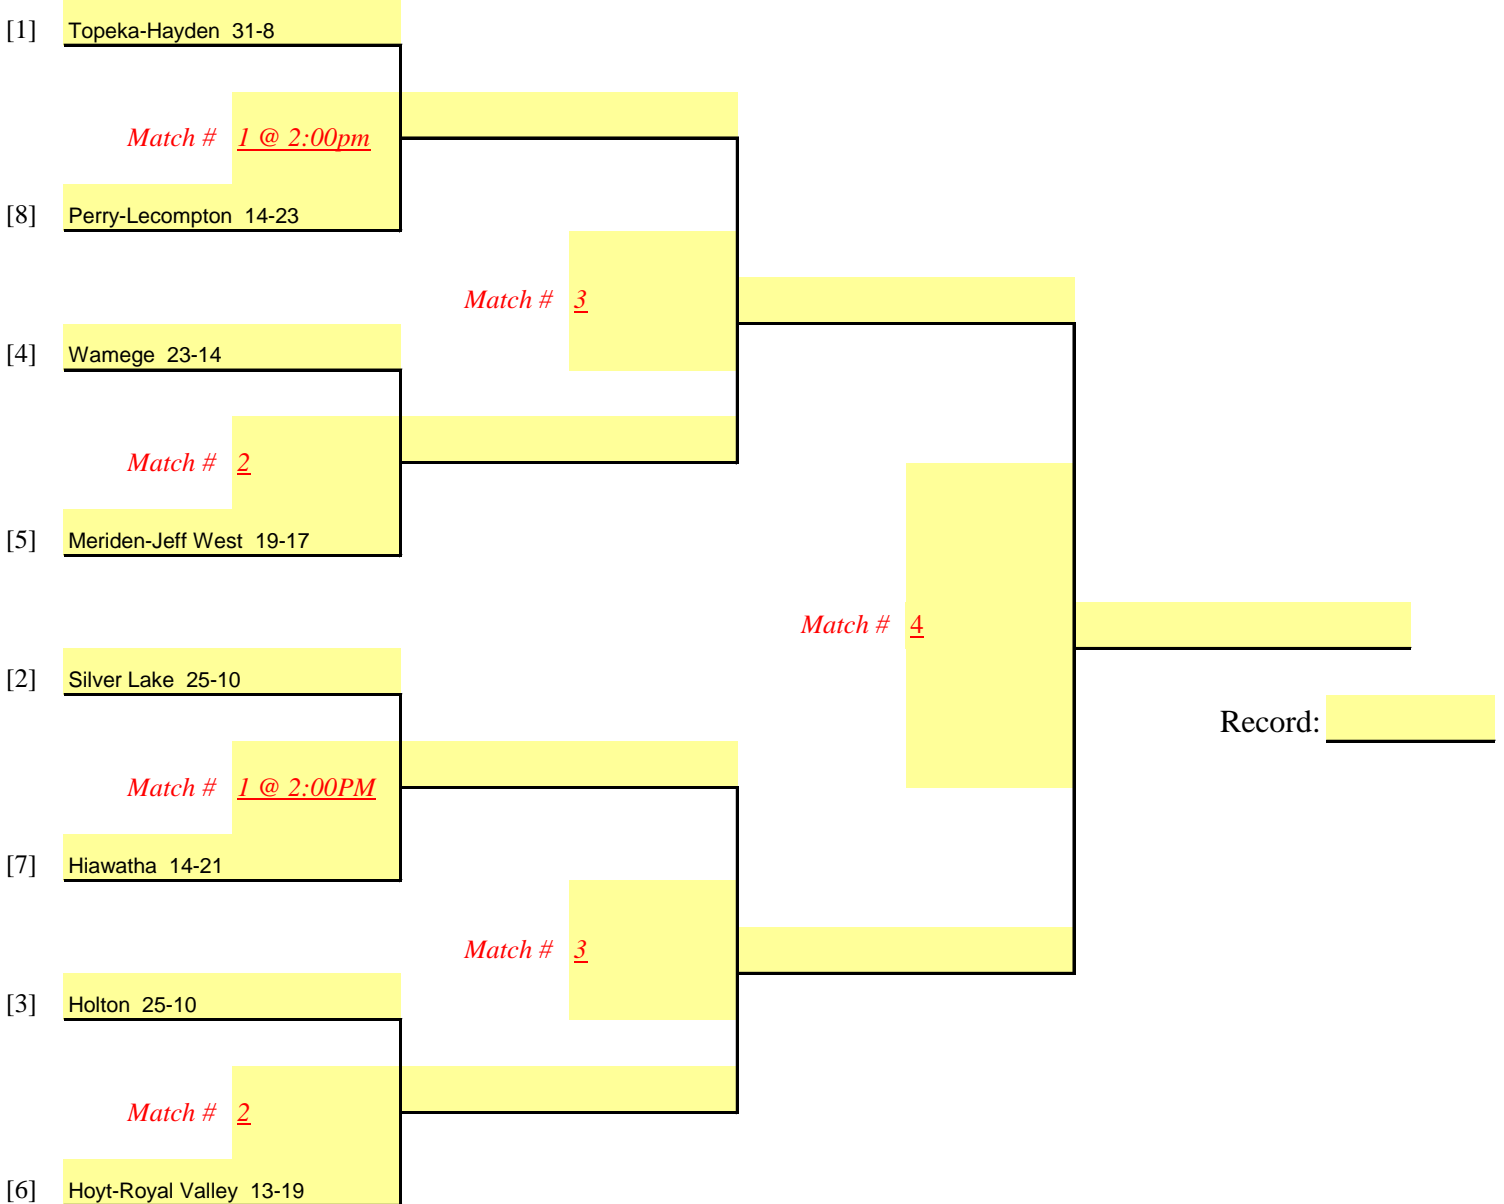 [1] Topeka-Hayden 31-8
Match # 1 @ 2:00pm
[8] Perry-Lecompton 14-23
Match # 3
[4] Wamege 23-14
Match # 2
[5] Meriden-Jeff West 19-17
Match # 4
[2] Silver Lake 25-10
Record:
Match # 1 @ 2:00PM
[7] Hiawatha 14-21
Match # 3
[3] Holton 25-10
Match # 2
[6] Hoyt-Royal Valley 13-19